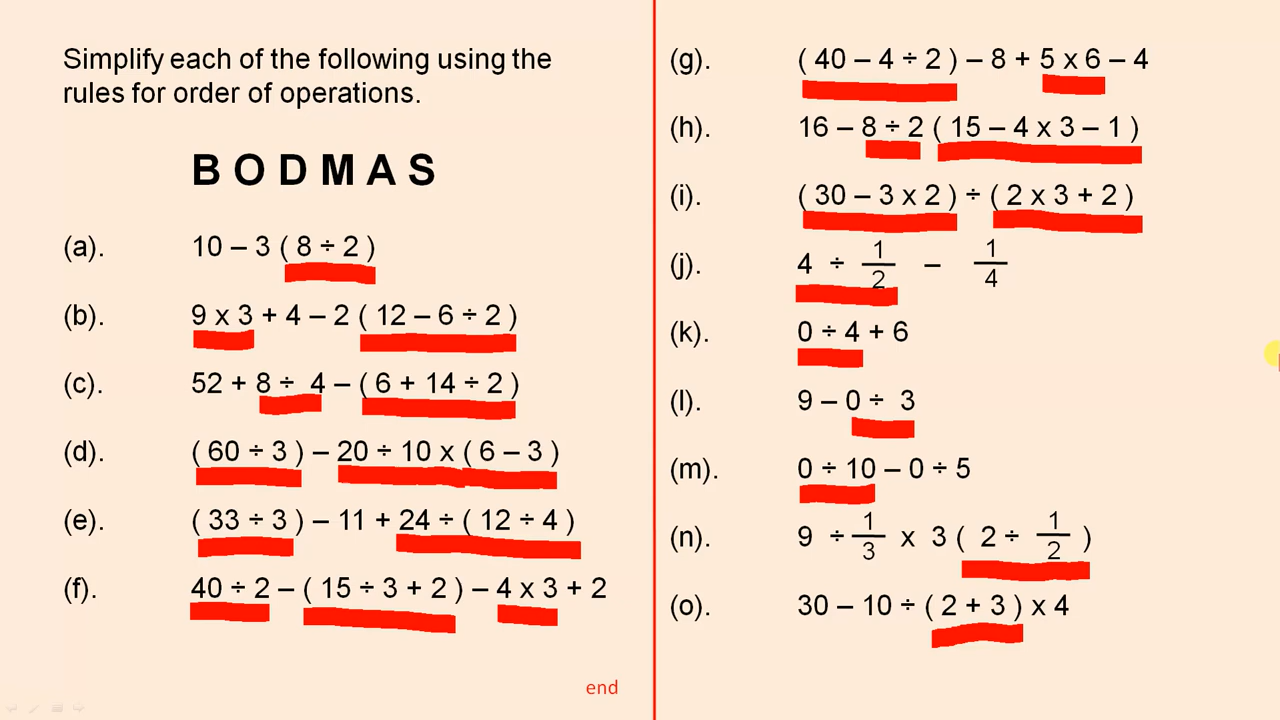 Simplify each of the following using the
rules for order of operations.
B O D M A S
(a). 10 – 3 ( 8 ÷ 2 )
(b). 9 x 3 + 4 – 2 ( 12 – 6 ÷ 2 )
(c). 52 + 8 ÷ 4 – ( 6 + 14 ÷ 2 )
(d). ( 60 ÷ 3 ) – 20 ÷ 10 x ( 6 – 3 )
(e). ( 33 ÷ 3 ) – 11 + 24 ÷ ( 12 ÷ 4 )
(f). 40 ÷ 2 – ( 15 ÷ 3 + 2 ) – 4 x 3 + 2
end
(g). ( 40 – 4 ÷ 2 ) – 8 + 5 x 6 – 4
(h). 16 – 8 ÷ 2 ( 15 – 4 x 3 – 1 )
(i). ( 30 – 3 x 2 ) ÷ ( 2 x 3 + 2 )
(j). 4 ÷ 1/2 – 1/4
(k). 0 ÷ 4 + 6
(l). 9 – 0 ÷ 3
(m). 0 ÷ 10 – 0 ÷ 5
(n). 9 ÷ 1/3 x 3 ( 2 ÷ 1/2 )
(o). 30 – 10 ÷ ( 2 + 3 ) x 4